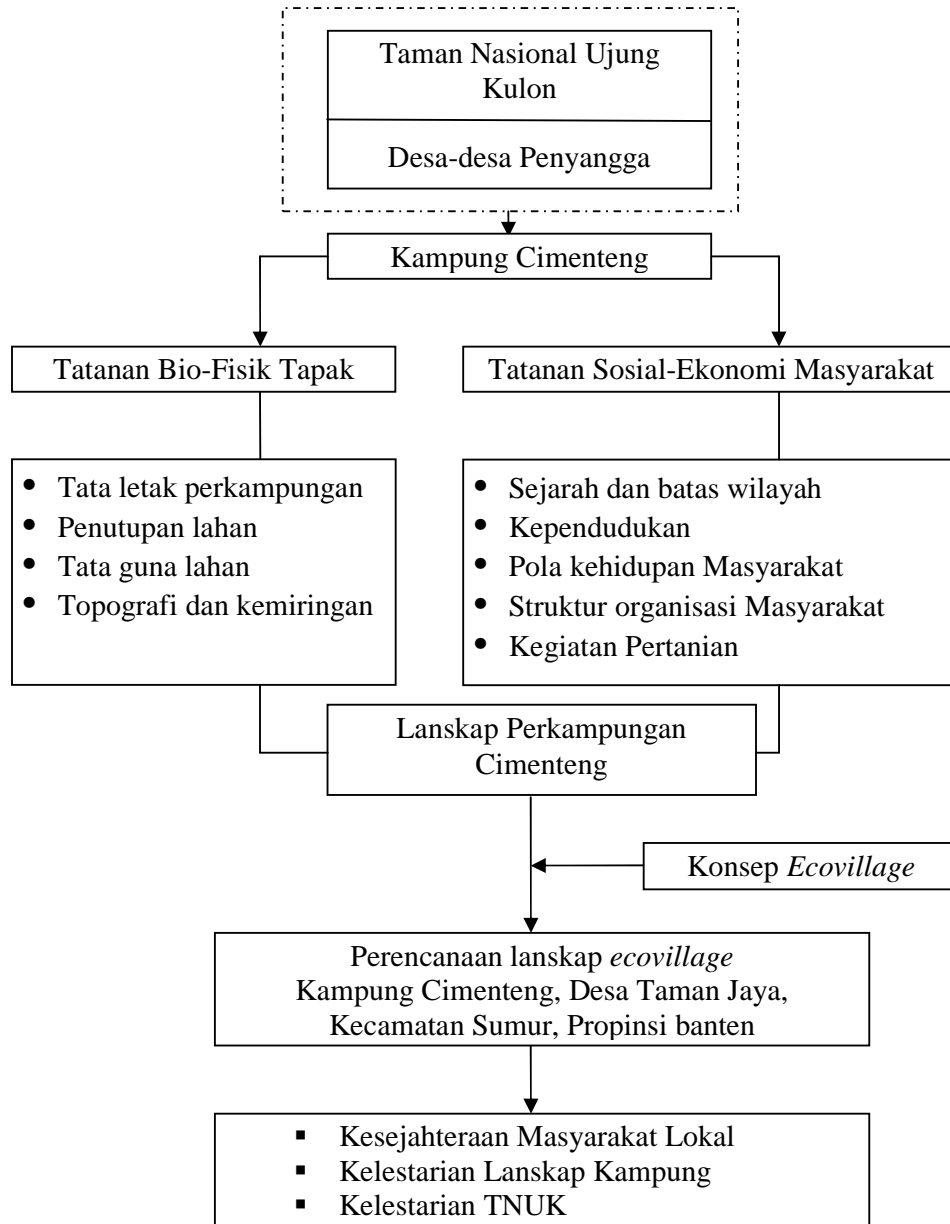 Taman Nasional Ujung
Kulon
Desa-desa Penyangga
Kampung Cimenteng
Tatanan Bio-Fisik Tapak
Tatanan Sosial-Ekonomi Masyarakat
• Tata letak perkampungan
• Penutupan lahan
• Tata guna lahan
• Topografi dan kemiringan
• Sejarah dan batas wilayah
• Kependudukan
• Pola kehidupan Masyarakat
• Struktur organisasi Masyarakat
• Kegiatan Pertanian
Lanskap Perkampungan
Cimenteng
Konsep Ecovillage
Perencanaan lanskap ecovillage
Kampung Cimenteng, Desa Taman Jaya,
Kecamatan Sumur, Propinsi banten
▪ Kesejahteraan Masyarakat Lokal
▪ Kelestarian Lanskap Kampung
▪ Kelestarian TNUK